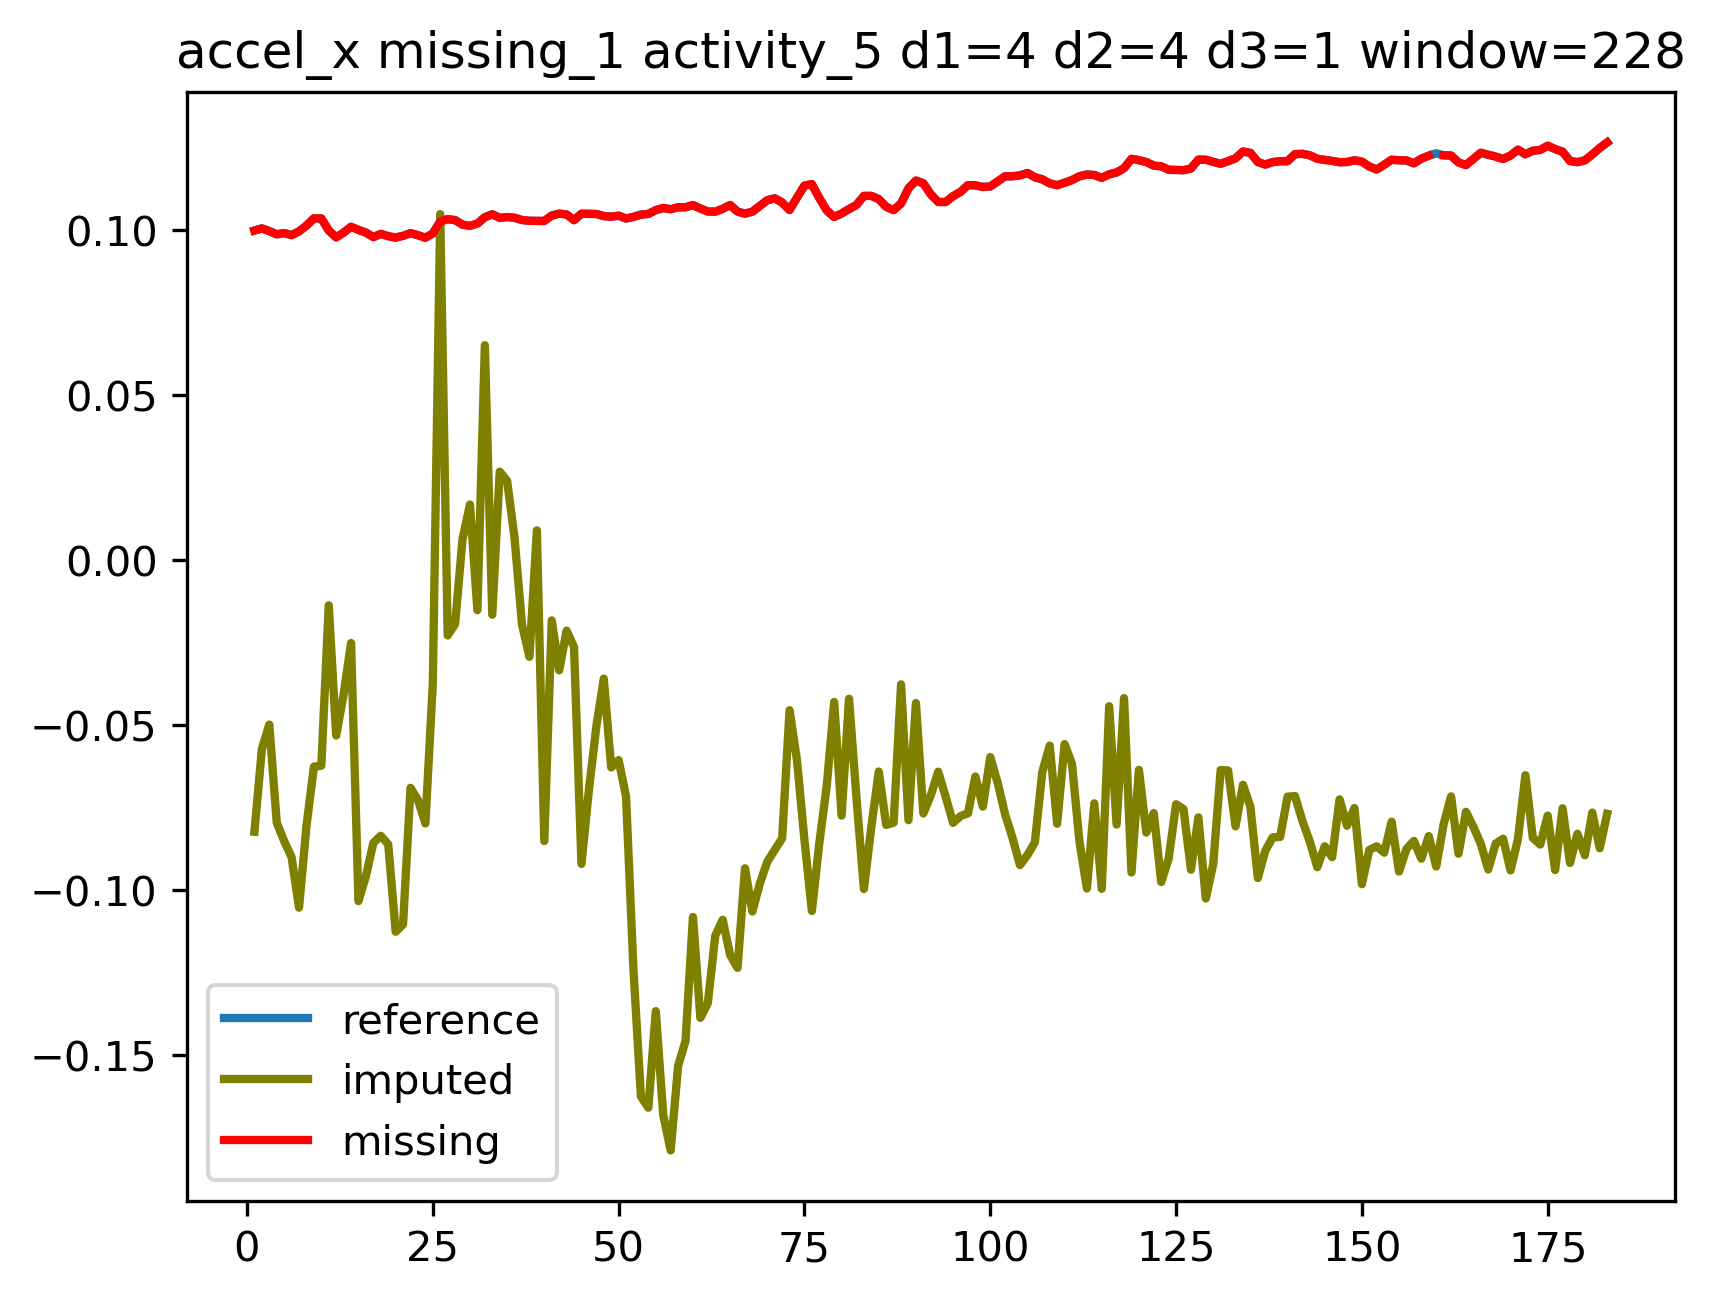 accel_x missing_1 activity_5 d1=4 d2=4 d3=1 window=228
0.10
0.05
0.00
−0.05
−0.10
−0.15
reference
imputed
missing
0 25 50 75 100 125 150 175